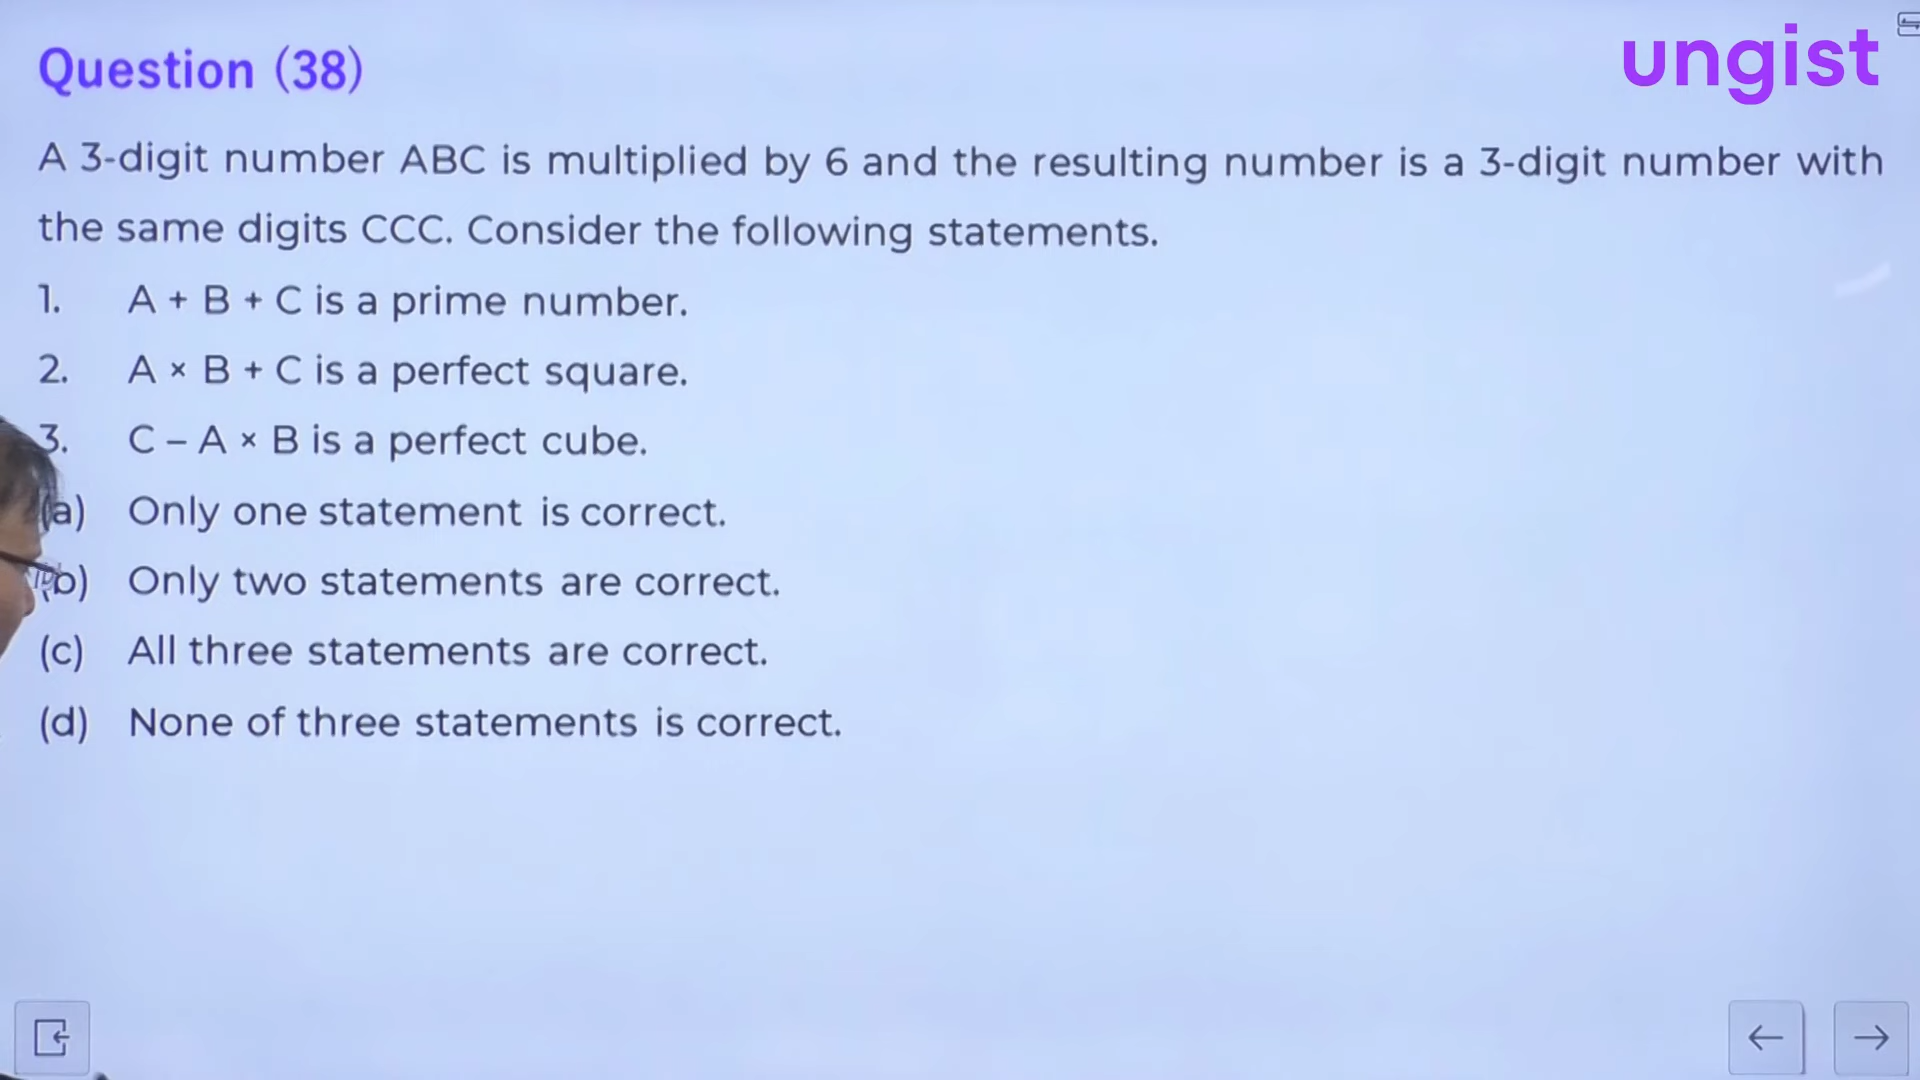 Question (38)
ungist
A 3-digit number ABC is multiplied by 6 and the resulting number is a 3-digit number with
the same digits CCC. Consider the following statements.
1. A + B + C is a prime number.
2. A × B + C is a perfect square.
3. C – A × B is a perfect cube.
(a) Only one statement is correct.
(b) Only two statements are correct.
(c) All three statements are correct.
(d) None of three statements is correct.